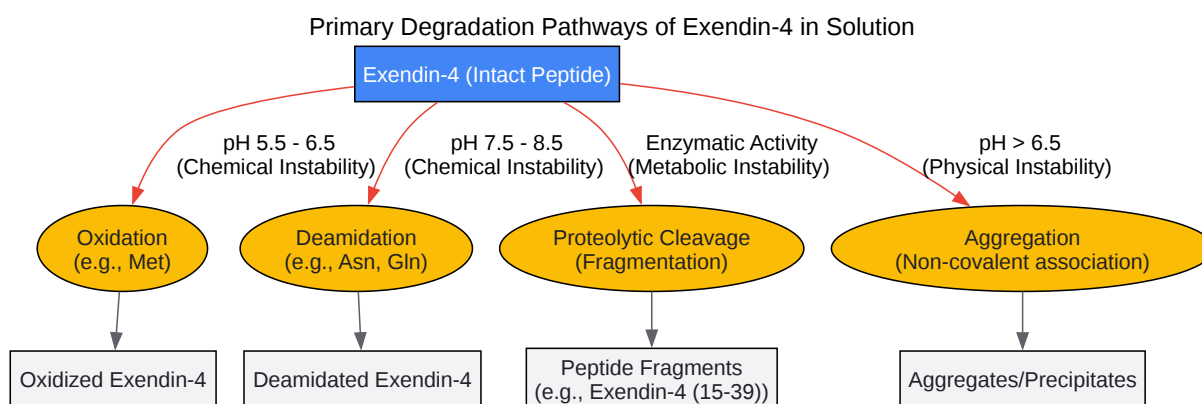 Primary Degradation Pathways of Exendin-4 in Solution
Exendin-4 (Intact Peptide)
pH 5.5 - 6.5
(Chemical Instability)
pH 7.5 - 8.5
(Chemical Instability)
Enzymatic Activity
(Metabolic Instability)
pH > 6.5
(Physical Instability)
Oxidation
(e.g., Met)
Deamidation
(e.g., Asn, Gln)
Proteolytic Cleavage
(Fragmentation)
Aggregation
(Non-covalent association)
Oxidized Exendin-4
Deamidated Exendin-4
Peptide Fragments
(e.g., Exendin-4 (15-39))
Aggregates/Precipitates